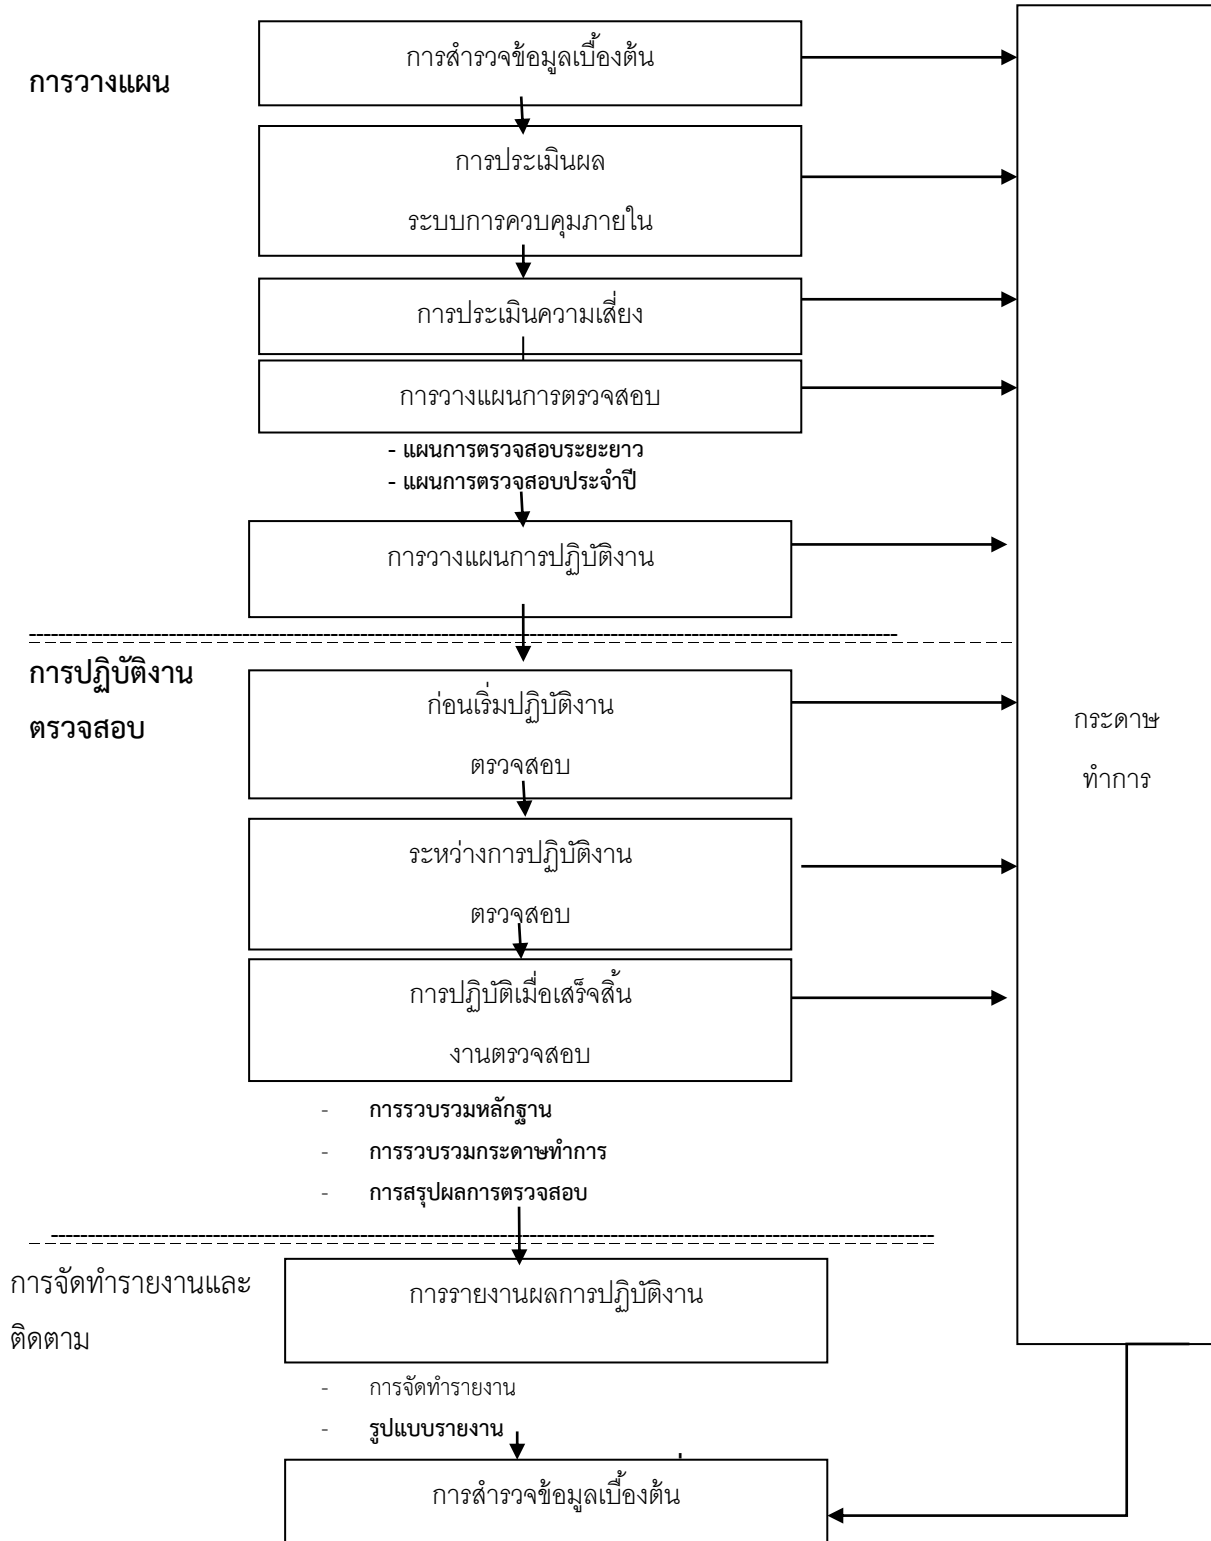 การวางแผน
การสำรวจข้อมูลเบื้องต้น
การประเมินผล
ระบบการควบคุมภายใน
การประเมินความเสี่ยง
การวางแผนการตรวจสอบ
- แผนการตรวจสอบระยะยาว
- แผนการตรวจสอบประจำปี
การวางแผนการปฏิบัติงาน
การปฏิบัติงาน
ตรวจสอบ
ก่อนเริ่มปฏิบัติงาน
ตรวจสอบ
ระหว่างการปฏิบัติงาน
ตรวจสอบ
การปฏิบัติเมื่อเสร็จสิ้น
งานตรวจสอบ
- การรวบรวมหลักฐาน
- การรวบรวมกระดาษทำการ
- การสรุปผลการตรวจสอบ
กระดาษ
ทำการ
การจัดทำรายงานและ
ติดตาม
การรายงานผลการปฏิบัติงาน
- การจัดทำรายงาน
- รูปแบบรายงาน
การสำรวจข้อมูลเบื้องต้น